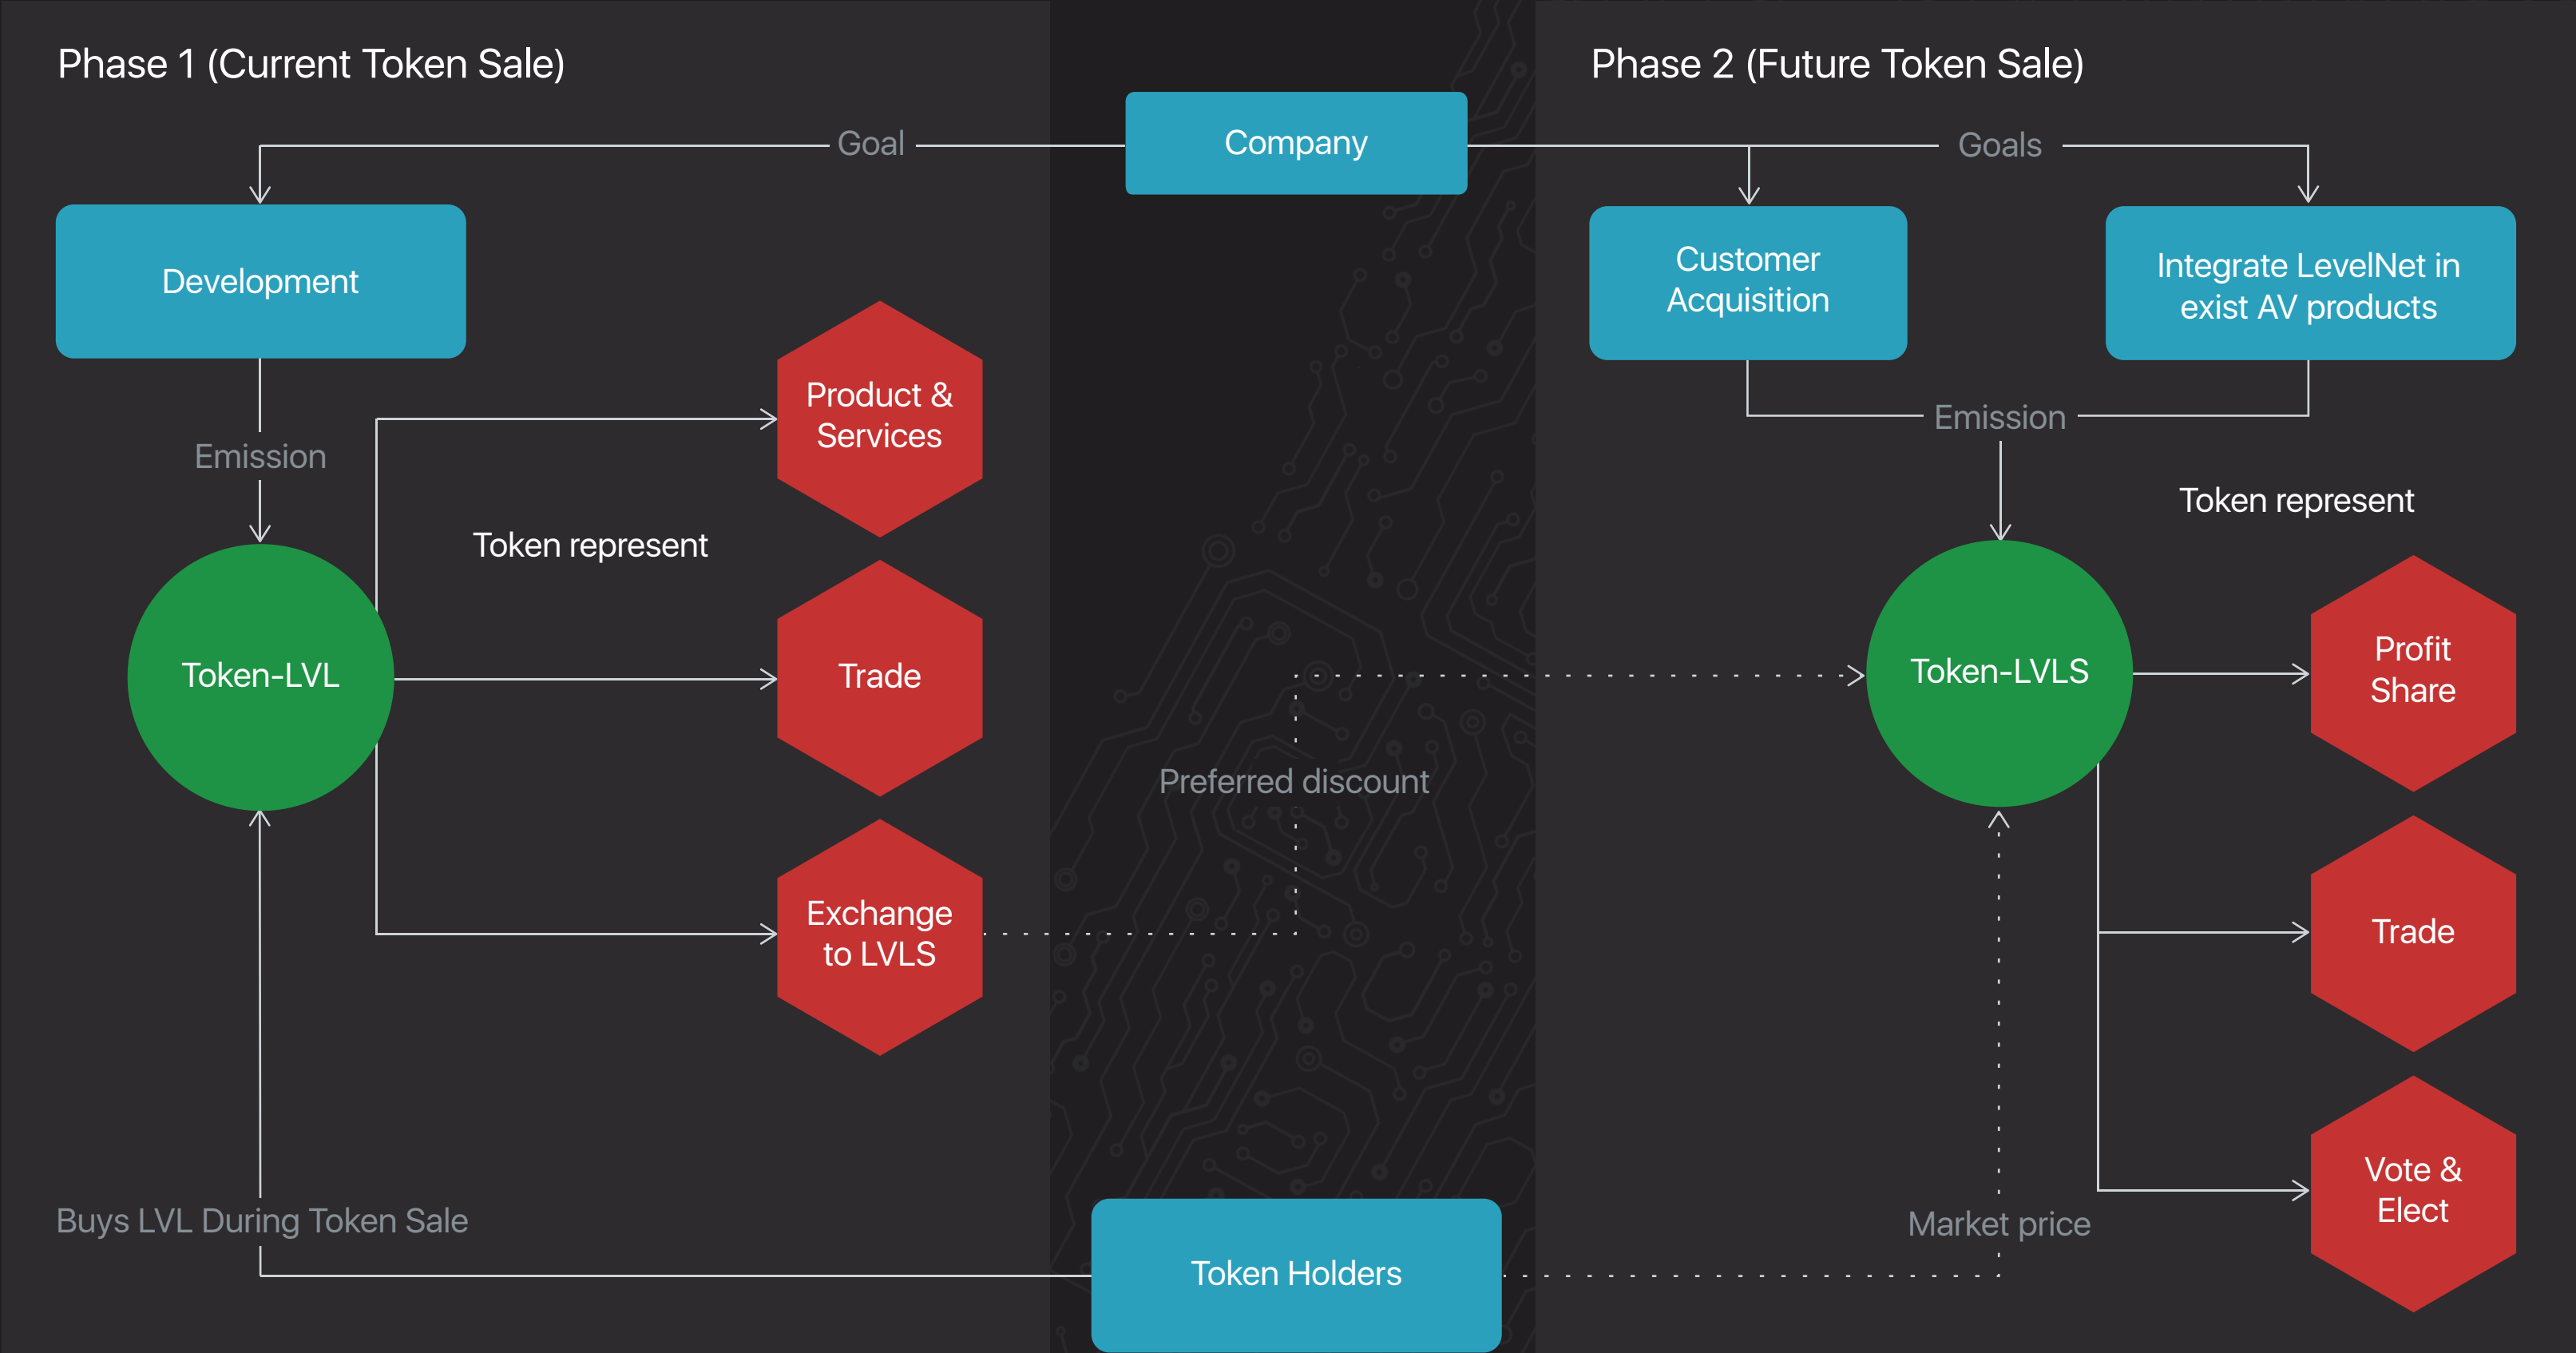 Phase 1 (Current Token Sale)
Phase 2 (Future Token Sale)
Company
Goal
Goals
Development
Customer
Acquisition
Integrate LevelNet in
exist AV products
Emission
Emission
Product &
Services
Token represent
Token represent
Token-LVL
Trade
Token-LVLS
Profit
Share
Preferred discount
Exchange
to LVLS
Trade
Vote &
Elect
Buys LVL During Token Sale
Market price
Token Holders